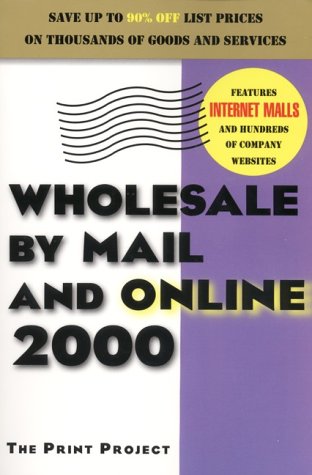 SAVE UP TO 90% OFF LIST PRICES
ON THOUSANDS OF GOODS AND SERVICES
FEATURES
INTERNET MALLS
AND HUNDREDS
OF COMPANY
WEBSITES
WHOLESALE
BY MAIL
AND ONLINE
2000
THE PRINT PROJECT